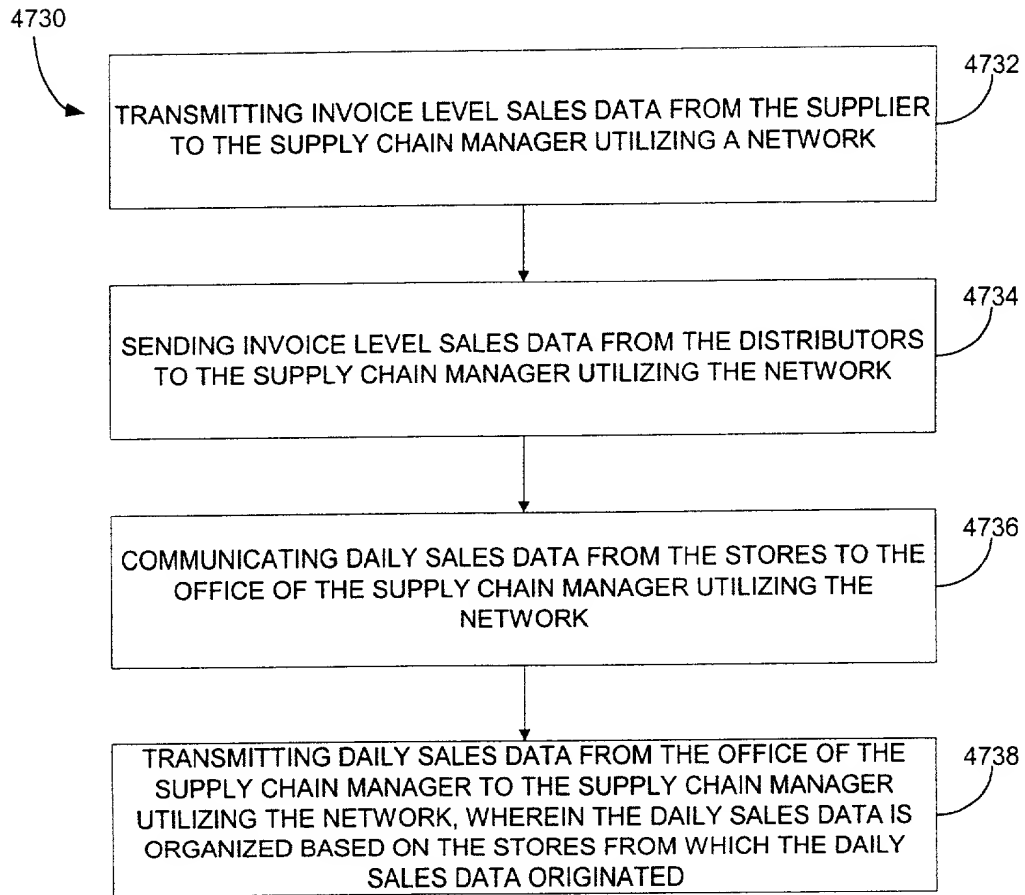 4730
4732
TRANSMITTING INVOICE LEVEL SALES DATA FROM THE SUPPLIER
TO THE SUPPLY CHAIN MANAGER UTILIZING A NETWORK
4734
SENDING INVOICE LEVEL SALES DATA FROM THE DISTRIBUTORS
TO THE SUPPLY CHAIN MANAGER UTILIZING THE NETWORK
4736
COMMUNICATING DAILY SALES DATA FROM THE STORES TO THE
OFFICE OF THE SUPPLY CHAIN MANAGER UTILIZING THE
NETWORK
4738
TRANSMITTING DAILY SALES DATA FROM THE OFFICE OF THE
SUPPLY CHAIN MANAGER TO THE SUPPLY CHAIN MANAGER
UTILIZING THE NETWORK, WHEREIN THE DAILY SALES DATA IS
ORGANIZED BASED ON THE STORES FROM WHICH THE DAILY
SALES DATA ORIGINATED